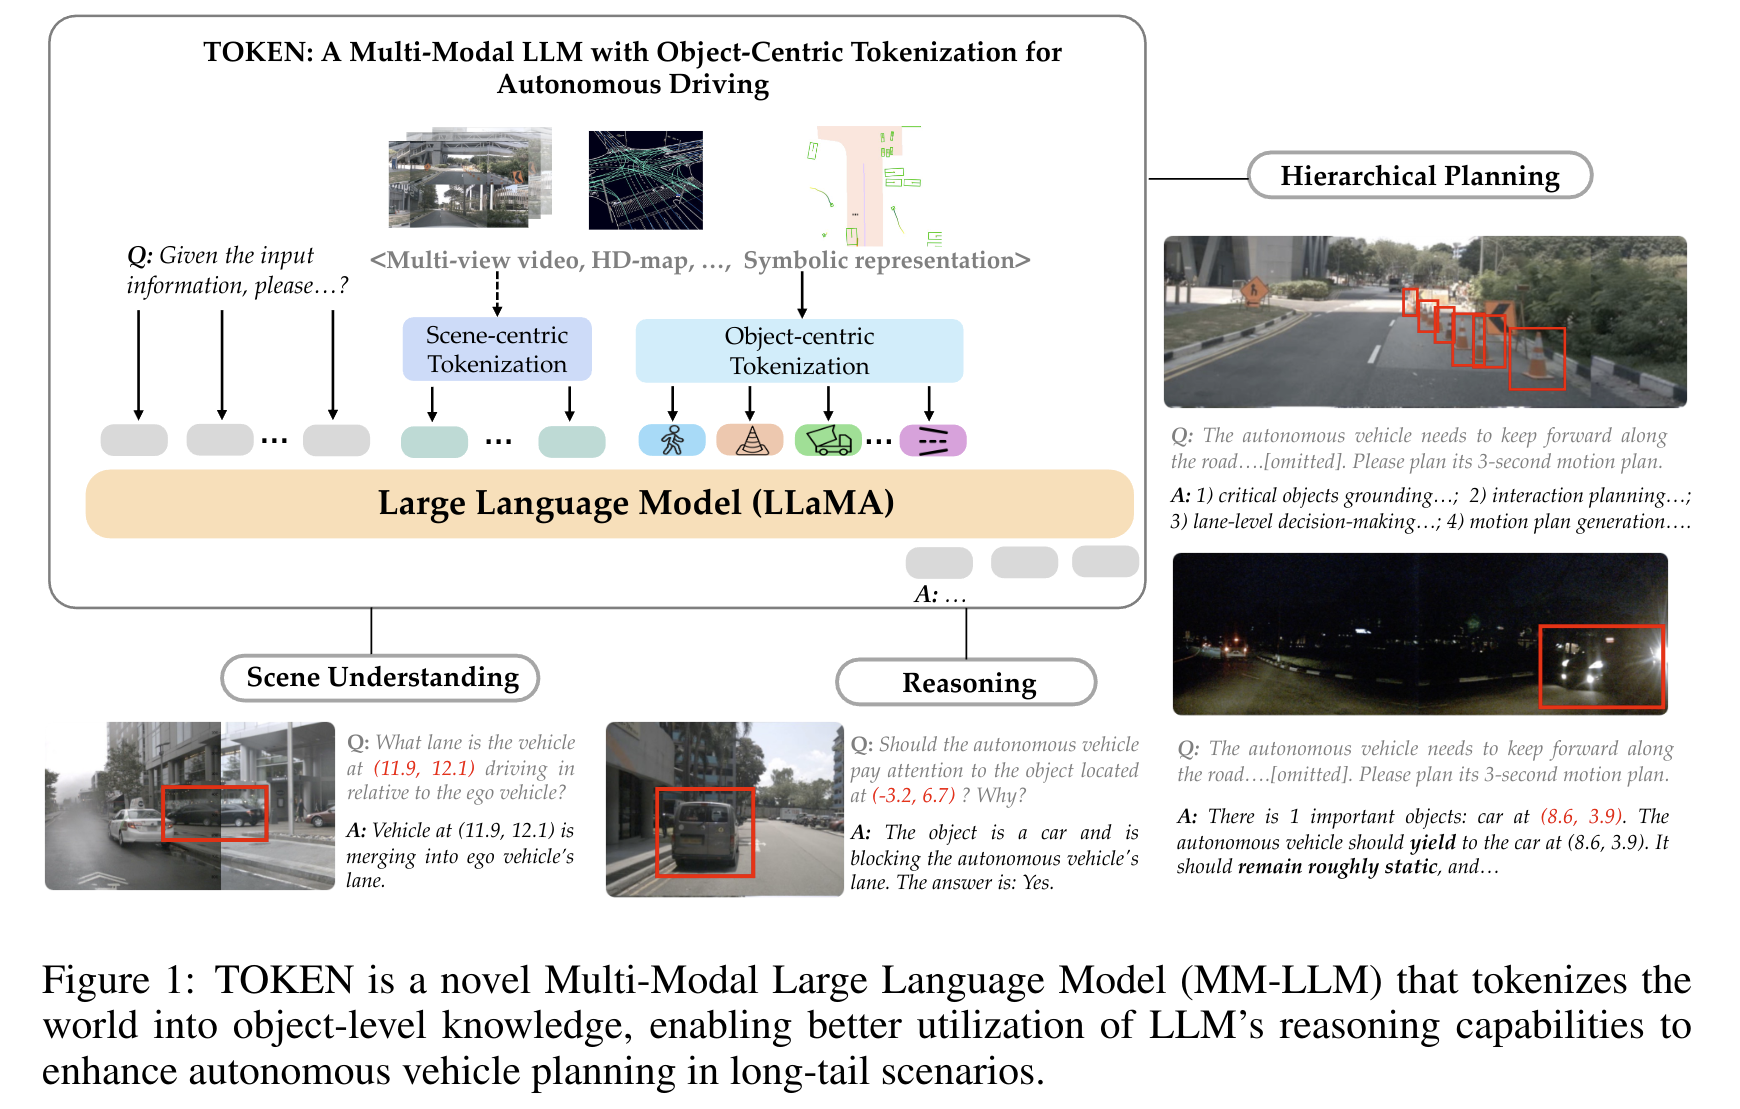 TOKEN: A Multi-Modal LLM with Object-Centric Tokenization for
Autonomous Driving
Q: Given the input
information, please…?
<Multi-view video, HD-map, …, Symbolic representation>
Scene-centric
Tokenization
Object-centric
Tokenization
...
...
...
Large Language Model (LLaMA)
A: …
Hierarchical Planning
Q: The autonomous vehicle needs to keep forward along
the road….[omitted]. Please plan its 3-second motion plan.
A: 1) critical objects grounding…; 2) interaction planning…;
3) lane-level decision-making…; 4) motion plan generation….
Q: The autonomous vehicle needs to keep forward along
the road….[omitted]. Please plan its 3-second motion plan.
A: There is 1 important objects: car at (8.6, 3.9). The
autonomous vehicle should yield to the car at (8.6, 3.9). It
should remain roughly static, and…
Scene Understanding
Q: What lane is the vehicle
at (11.9, 12.1) driving in
relative to the ego vehicle?
A: Vehicle at (11.9, 12.1) is
merging into ego vehicle's
lane.
Reasoning
Q: Should the autonomous vehicle
pay attention to the object located
at (-3.2, 6.7) ? Why?
A: The object is a car and is
blocking the autonomous vehicle's
lane. The answer is: Yes.
Figure 1: TOKEN is a novel Multi-Modal Large Language Model (MM-LLM) that tokenizes the
world into object-level knowledge, enabling better utilization of LLM's reasoning capabilities to
enhance autonomous vehicle planning in long-tail scenarios.